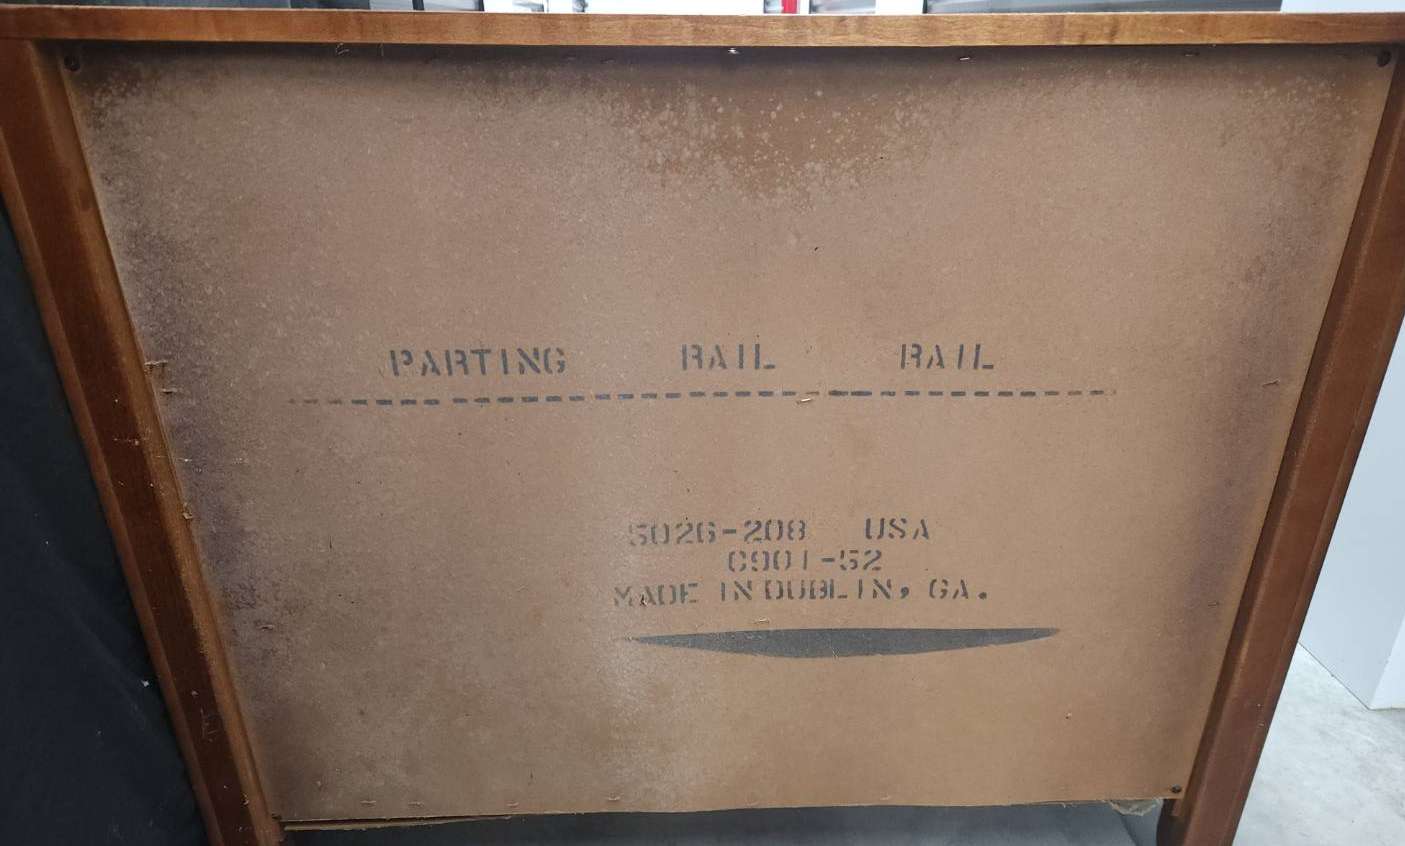 PARTING RAIL RAIL
5026-208 USA
C901-52
MADE IN DUBLIN, GA.